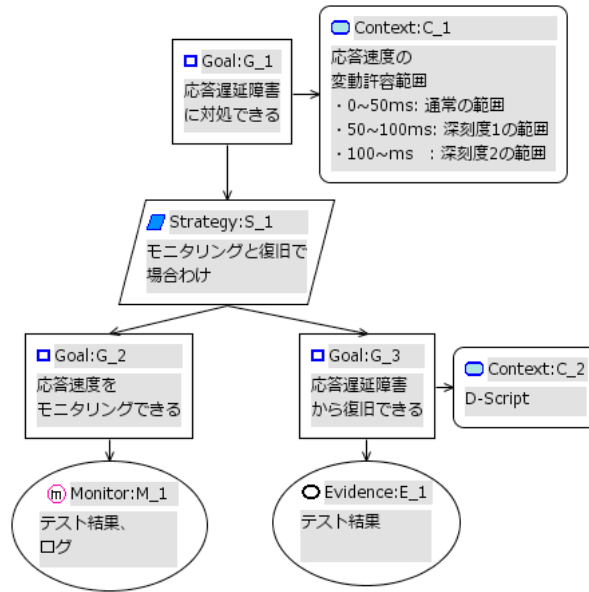 Goal:G_1
応答遅延障害
に対処できる
Context:C_1
応答速度の
変動許容範囲
・0~50ms: 通常の範囲
・50~100ms: 深刻度1の範囲
・100~ms : 深刻度2の範囲
Strategy:S_1
モニタリングと復旧で
場合わけ
Goal:G_2
応答速度を
モニタリングできる
Goal:G_3
応答遅延障害
から復旧できる
Context:C_2
D-Script
m Monitor:M_1
テスト結果、
ログ
Evidence:E_1
テスト結果